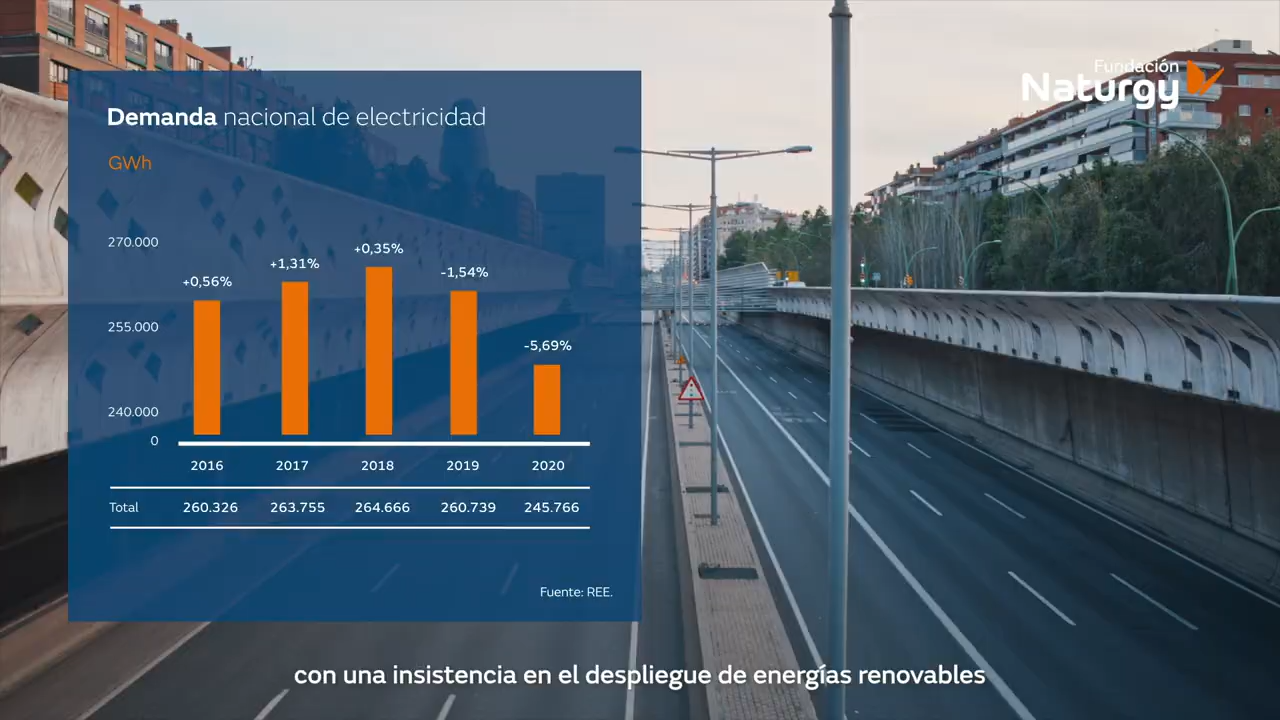 Demanda nacional de electricidad
GWh
270.000
255.000
240.000
0
+0,56%
+1,31%
+0,35%
-1,54%
-5,69%
2016 2017 2018 2019 2020
Total 260.326 263.755 264.666 260.739 245.766
Fuente: REE.
Fundación
Naturgy
con una insistencia en el despliegue de energías renovables